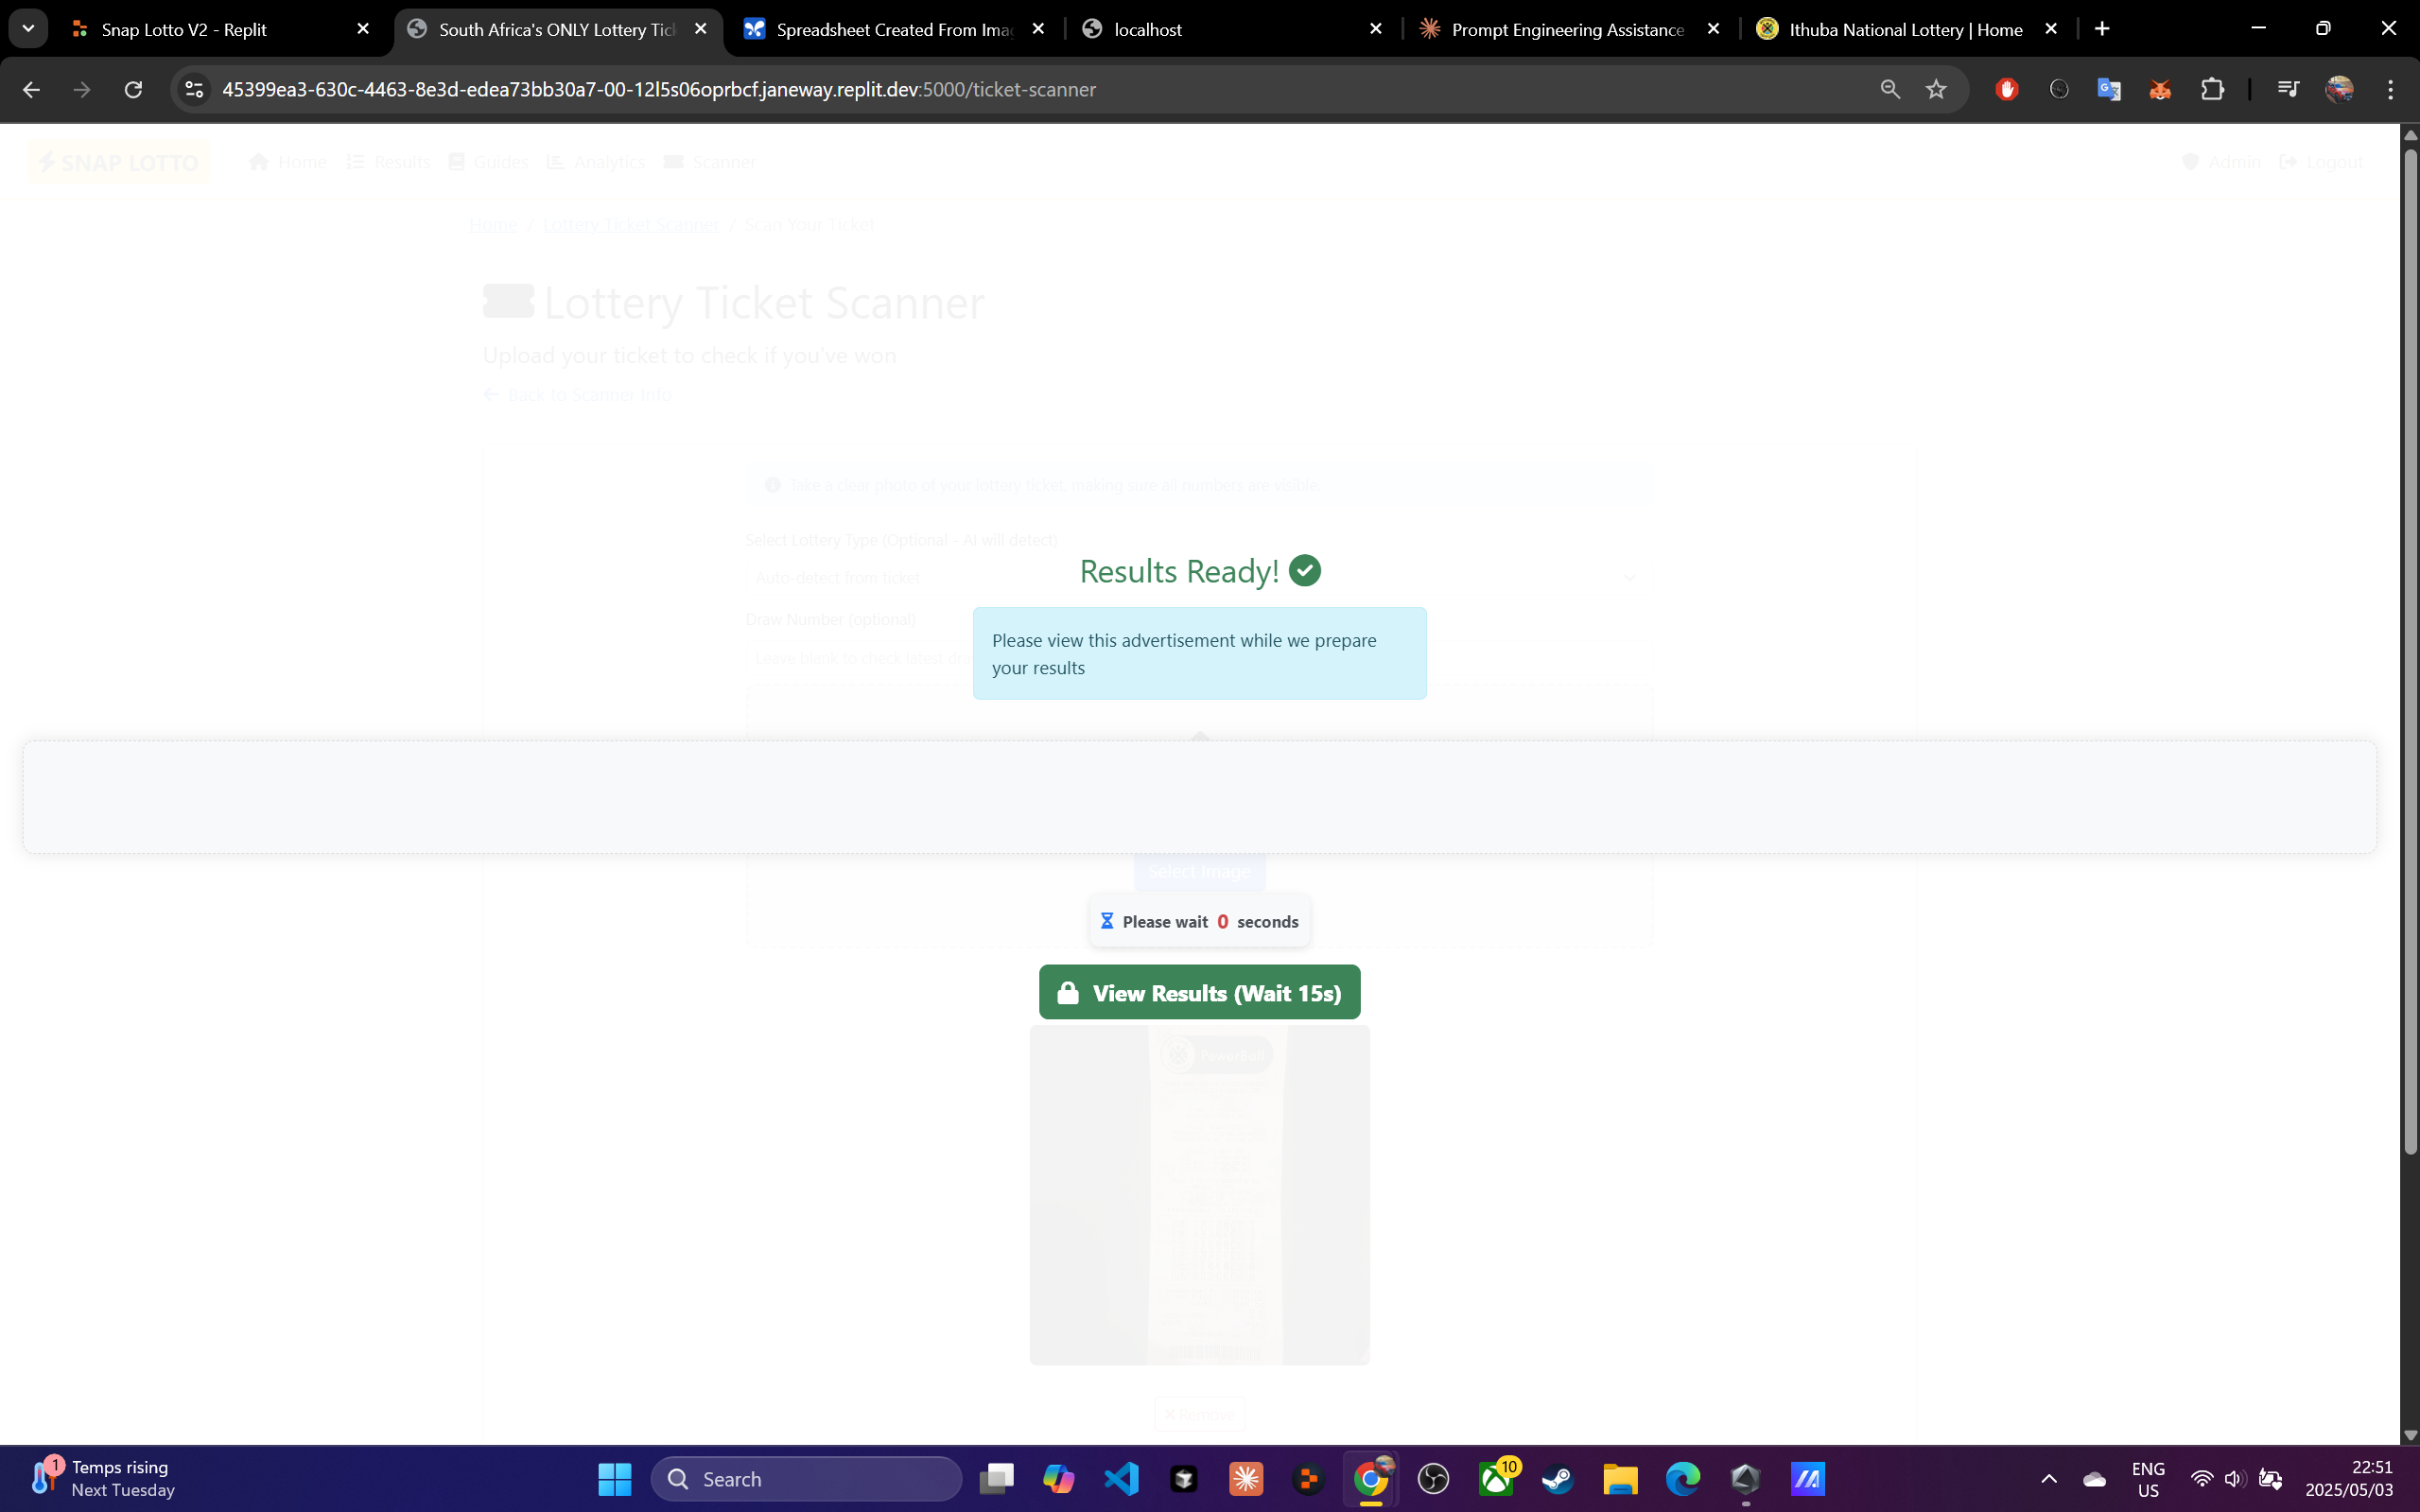 Snap Lotto V2 - Replit
South Africa's ONLY Lottery Tic
Spreadsheet Created From Ima
localhost
Prompt Engineering Assistance
Ithuba National Lottery | Home
45399ea3-630c-4463-8e3d-edea73bb30a7-00-12l5s06oprbcf.janeway.replit.dev:5000/ticket-scanner
SNAP LOTTO
Home
Results
Guides
Analytics
Scanner
Admin
Logout
Home / Lottery Ticket Scanner / Scan Your Ticket
Lottery Ticket Scanner
Upload your ticket to check if you've won
Back to Scanner Info
Take a clear photo of your lottery ticket, making sure all numbers are visible.
Select Lottery Type (Optional - AI will detect)
Auto-detect from ticket
Results Ready!
Draw Number (optional)
Leave blank to check latest dra
Please view this advertisement while we prepare
your results
Select Image
Please wait 0 seconds
View Results (Wait 15s)
PowerBall
Remove
1
Temps rising
Next Tuesday
Search
10
ENG
US
22:51
2025/05/03